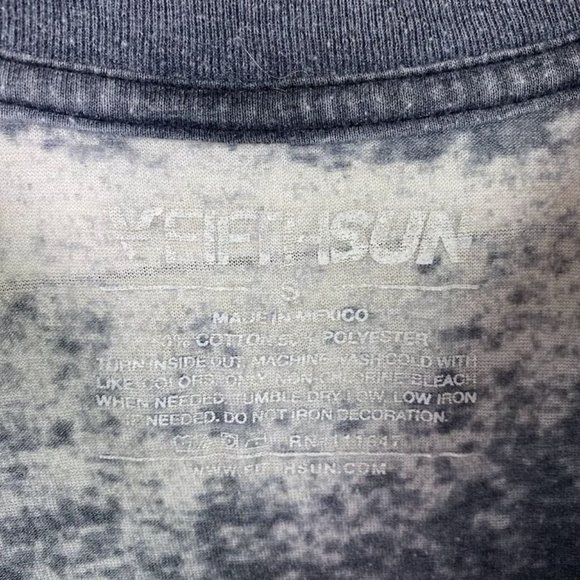 FIFTHSUN
S
MADE IN MEXICO
COTTON POLYESTER
TURN INSIDE OUT, MACHINE WASH COLD WITH
LIKE COLORS. ONLY NON-CHLORINE BLEACH
WHEN NEEDED. TUMBLE DRY LOW, LOW IRON
IF NEEDED. DO NOT IRON DECORATION.
WWW.FIFTHSUN.COM